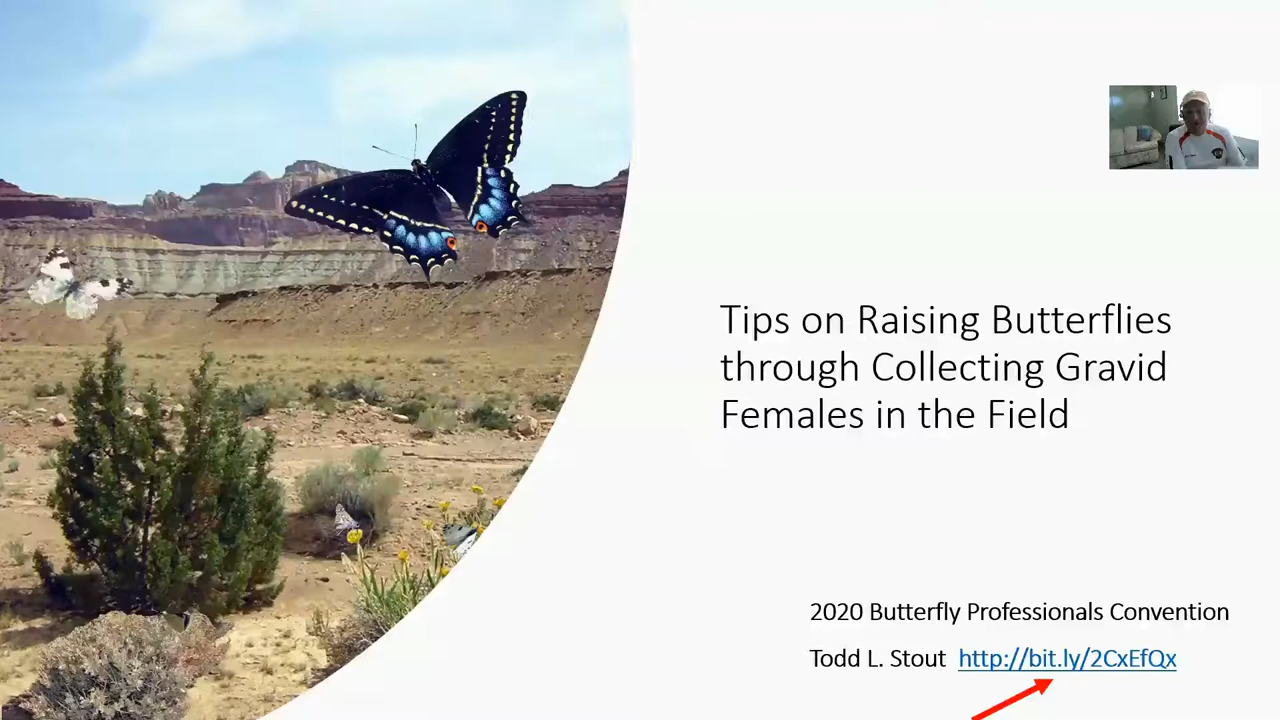 Tips on Raising Butterflies
through Collecting Gravid
Females in the Field
2020 Butterfly Professionals Convention
Todd L. Stout http://bit.ly/2CxEfQx